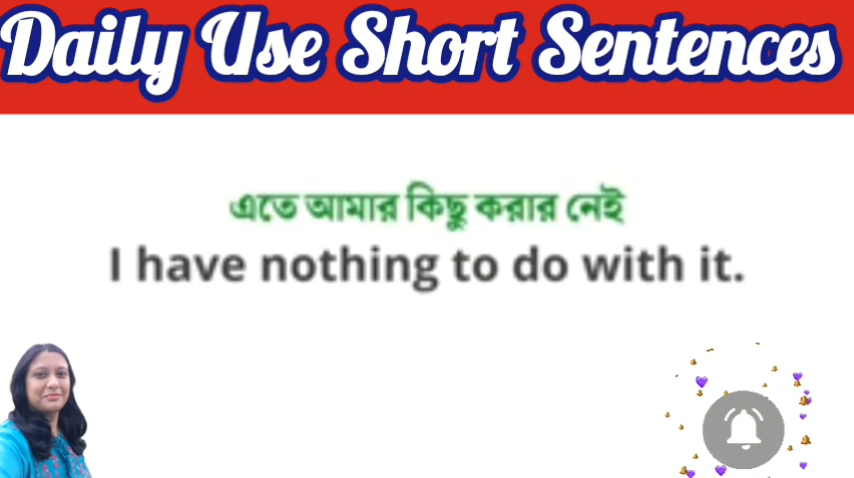 Daily Use Short Sentences
এতে আমার কিছু করার নেই
I have nothing to do with it.